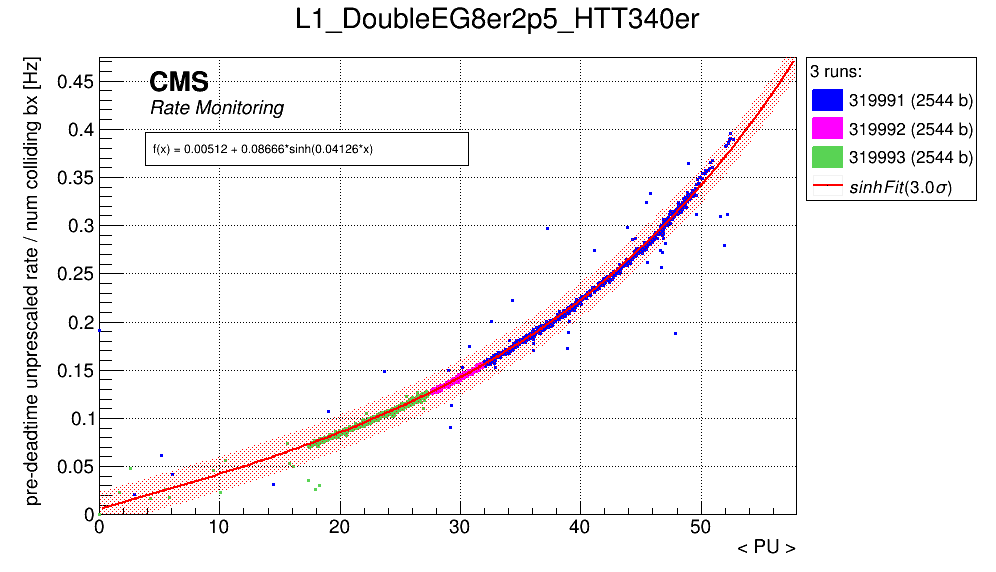 L1_DoubleEG8er2p5_HTT340er
pre-deadtime unprescaled rate / num colliding bx [Hz]
0.45
0.4
0.35
0.3
0.25
0.2
0.15
0.1
0.05
0
CMS
Rate Monitoring
f(x) = 0.00512 + 0.08666*sinh(0.04126*x)
3 runs:
319991 (2544 b)
319992 (2544 b)
319993 (2544 b)
sinhFit(3.0σ)
0 10 20 30 40 50
< PU >